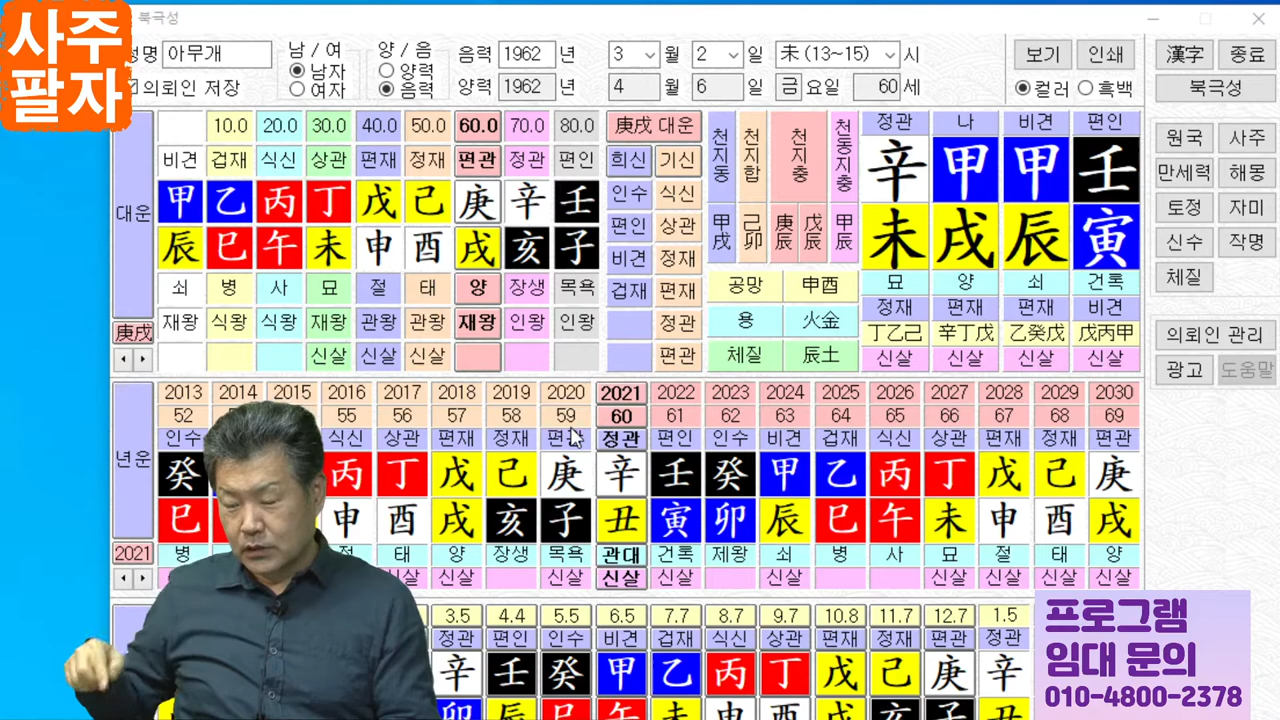 사주
팔자
북극성
성명 아무개 남 / 여 양 / 음 음력 1962 년 3 월 2 일 未 (13~15) 시 보기 인쇄 漢字 종료
의뢰인 저장 남자 여자 양력 음력 양력 1962 년 4 월 6 일 금 요일 60 세 컬러 흑백 북극성
10.0 20.0 30.0 40.0 50.0 60.0 70.0 80.0 庚戌 대운
비견 겁재 식신 상관 편재 정재 편관 정관 편인 희신 기신
대운 甲 乙 丙 丁 戊 己 庚 辛 壬 인수 식신
辰 巳 午 未 申 酉 戌 亥 子 편인 상관
비견 정재
쇠 병 사 묘 절 태 양 장생 목욕 겁재 편재
庚戌 재왕 식왕 식왕 재왕 관왕 관왕 재왕 인왕 인왕 정관
신살 신살 신살 편관
천지동 천지합 천지충 천동지충
甲戌 己卯 庚辰 戊辰 甲辰
공망 申酉
용 火金
체질 辰土
정관 나 비견 편인
辛 甲 甲 壬
未 戌 辰 寅
묘 양 쇠 건록
정재 편재 편재 비견
丁乙己 辛丁戊 乙癸戊 戊丙甲
신살 신살 신살 신살
원국 사주
만세력 해몽
토정 자미
신수 작명
체질
의뢰인 관리
광고 도움말
2013 2014 2015 2016 2017 2018 2019 2020 2021 2022 2023 2024 2025 2026 2027 2028 2029 2030
52 55 56 57 58 59 60 61 62 63 64 65 66 67 68 69
년운 인수 식신 상관 편재 정재 편관 정관 편인 인수 비견 겁재 식신 상관 편재 정재 편관
癸 丙 丁 戊 己 庚 辛 壬 癸 甲 乙 丙 丁 戊 己 庚
巳 申 酉 戌 亥 子 丑 寅 卯 辰 巳 午 未 申 酉 戌
2021 병 절 태 양 장생 목욕 관대 건록 제왕 쇠 병 사 묘 절 태 양
신살 신살 신살 신살 신살 신살 신살 신살 신살 신살
3.5 4.4 5.5 6.5 7.7 8.7 9.7 10.8 11.7 12.7 1.5
정관 편인 인수 비견 겁재 식신 상관 편재 정재 편관 정관
辛 壬 癸 甲 乙 丙 丁 戊 己 庚 辛
卯 辰 巳 午 未 申 酉 戌 亥 子 丑
프로그램
임대 문의
010-4800-2378